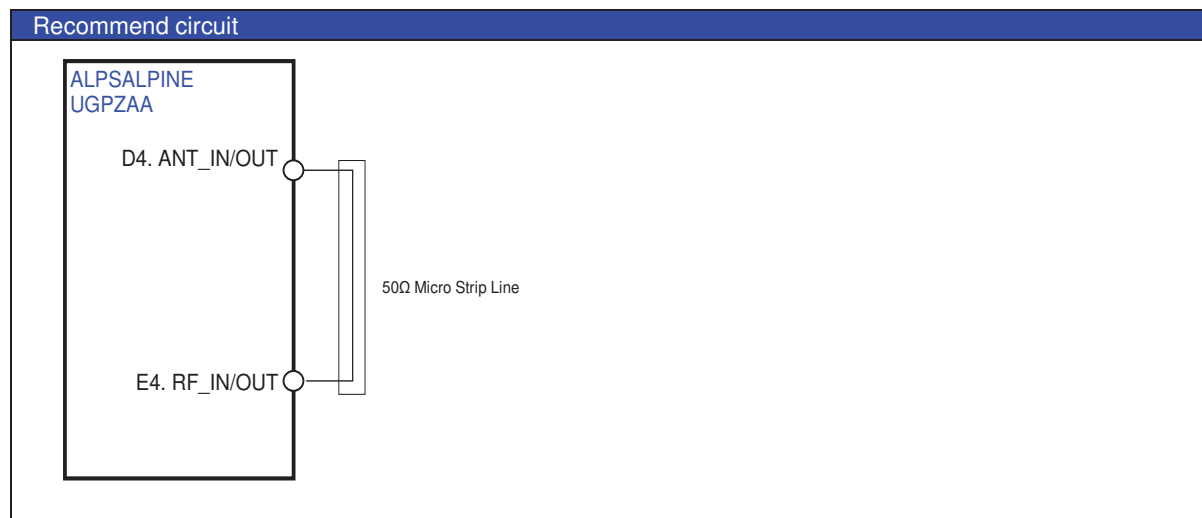 Recommend circuit
ALPSALPINE
UGPZAA
D4. ANT_IN/OUT
50Ω Micro Strip Line
E4. RF_IN/OUT